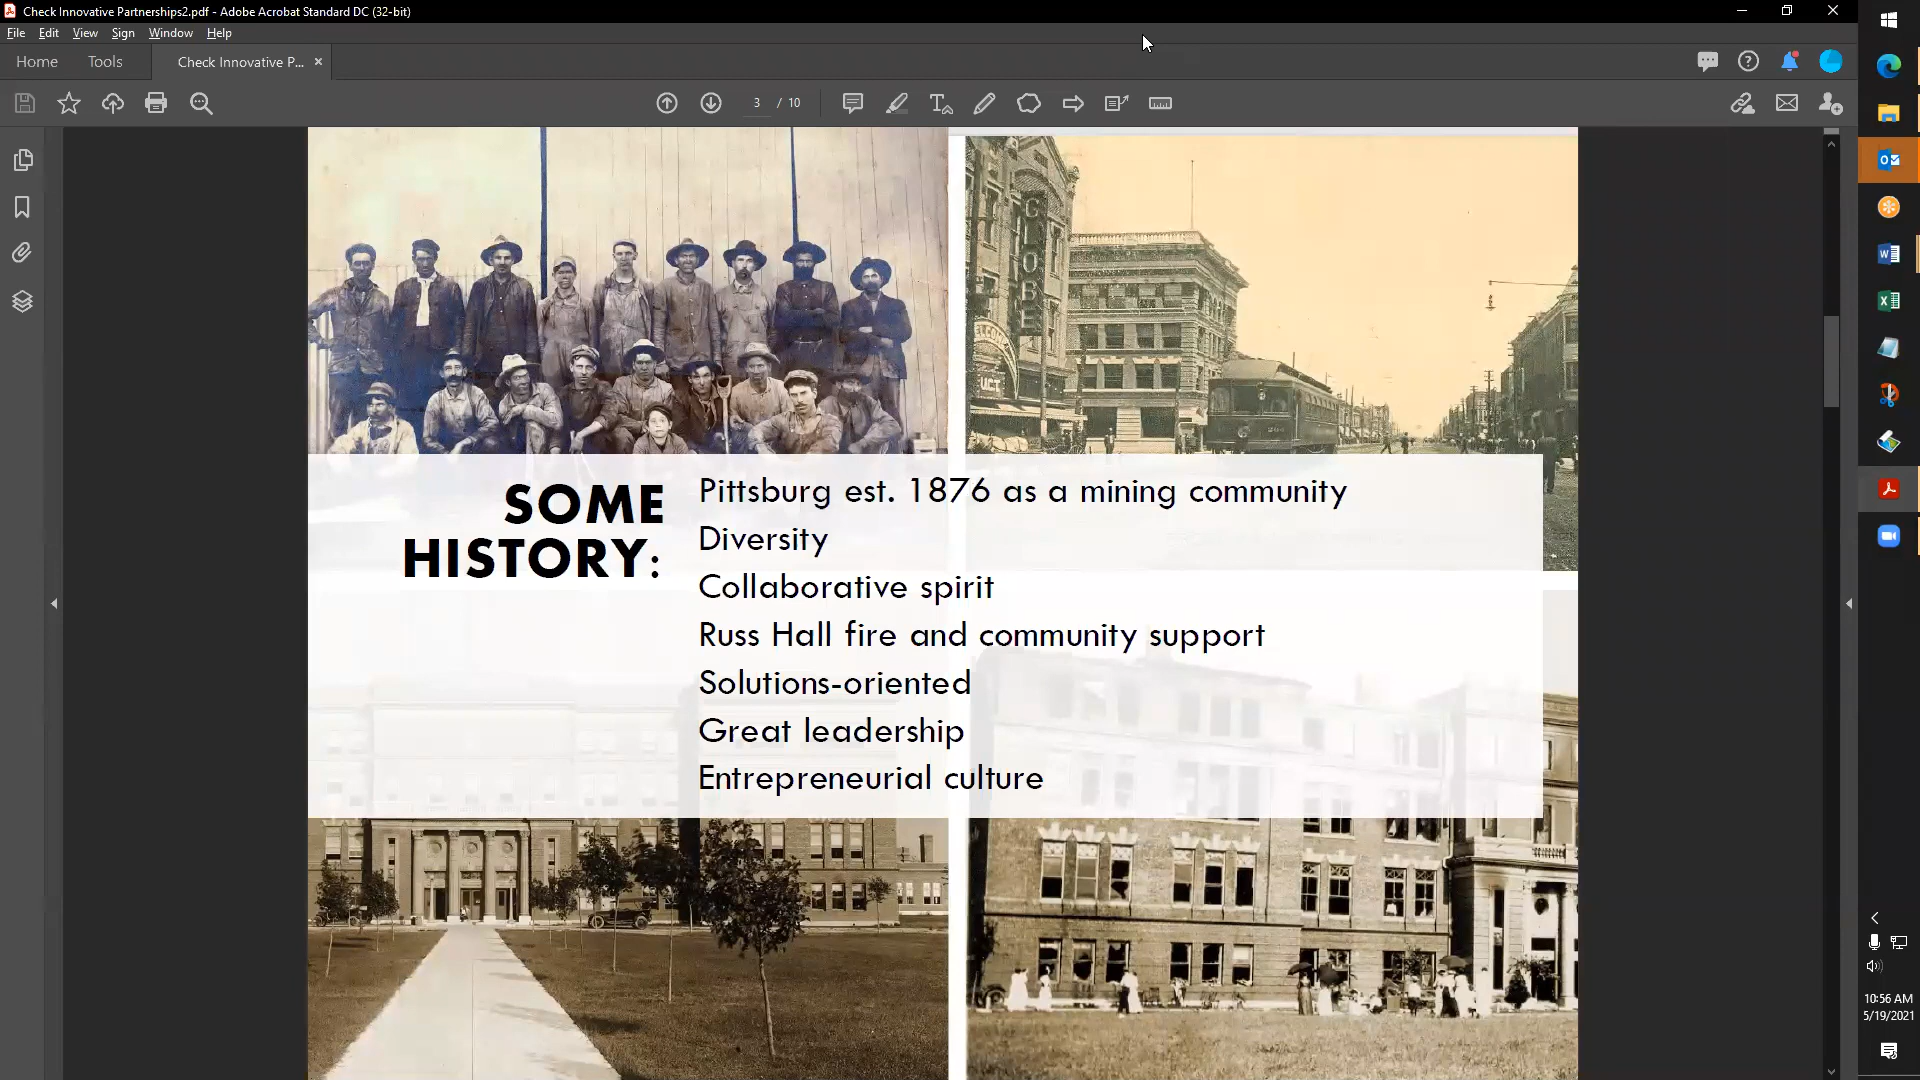 Check Innovative Partnerships2.pdf - Adobe Acrobat Standard DC (32-bit)
File Edit View Sign Window Help
Home Tools Check Innovative P...
3 / 10
GLOBE
SOME
HISTORY:
Pittsburg est. 1876 as a mining community
Diversity
Collaborative spirit
Russ Hall fire and community support
Solutions-oriented
Great leadership
Entrepreneurial culture
10:56 AM
5/19/2021